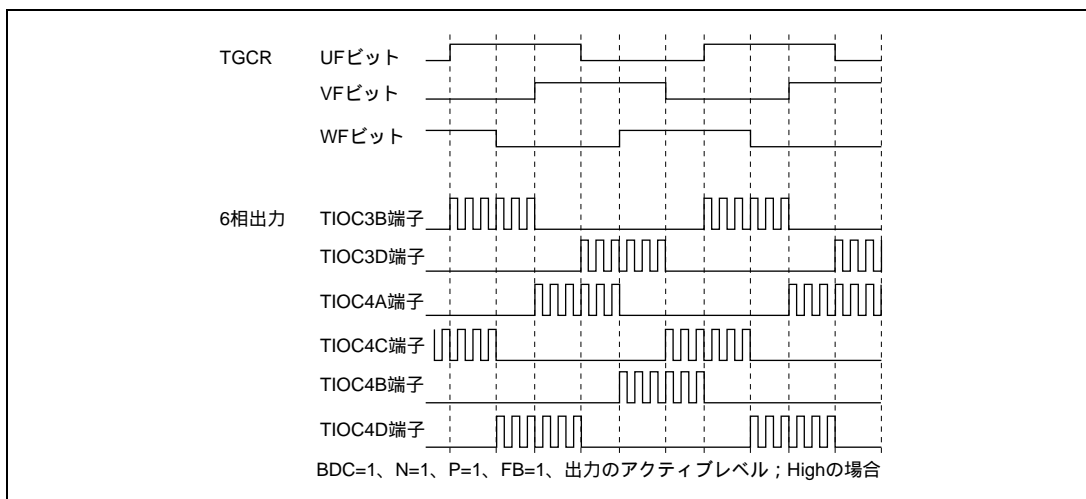 TGCR UFビット
VFビット
WFビット
6相出力 TIOC3B端子
TIOC3D端子
TIOC4A端子
TIOC4C端子
TIOC4B端子
TIOC4D端子
BDC=1、N=1、P=1、FB=1、出力のアクティブレベル；Highの場合